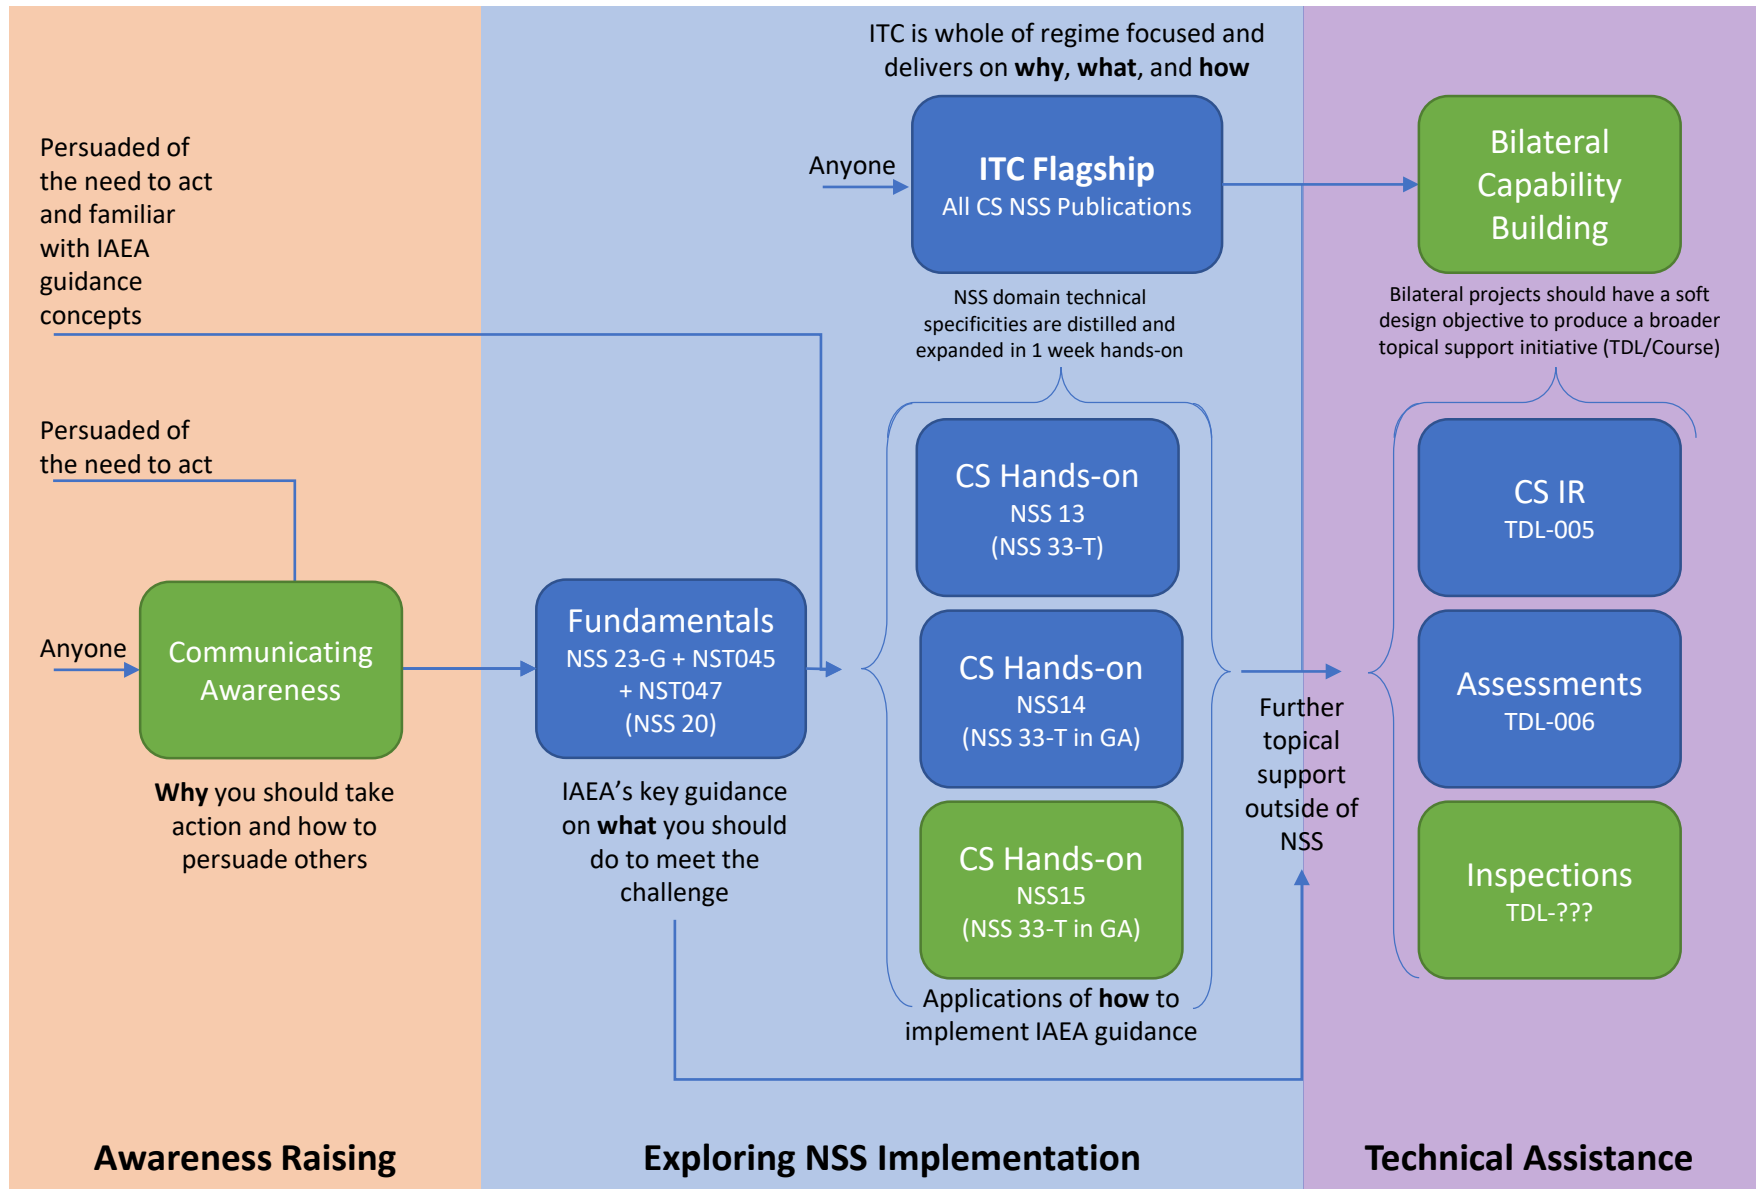 ITC is whole of regime focused and
delivers on why, what, and how
Persuaded of
the need to act
and familiar
with IAEA
guidance
concepts
Anyone
ITC Flagship
All CS NSS Publications
Bilateral
Capability
Building
NSS domain technical
specificities are distilled and
expanded in 1 week hands-on
Bilateral projects should have a soft
design objective to produce a broader
topical support initiative (TDL/Course)
Persuaded of
the need to act
Anyone
Communicating
Awareness
Why you should take
action and how to
persuade others
Fundamentals
NSS 23-G + NST045
+ NST047
(NSS 20)
IAEA’s key guidance
on what you should
do to meet the
challenge
CS Hands-on
NSS 13
(NSS 33-T)
CS Hands-on
NSS14
(NSS 33-T in GA)
CS Hands-on
NSS15
(NSS 33-T in GA)
Applications of how to
implement IAEA guidance
Further
topical
support
outside of
NSS
CS IR
TDL-005
Assessments
TDL-006
Inspections
TDL-???
Awareness Raising
Exploring NSS Implementation
Technical Assistance